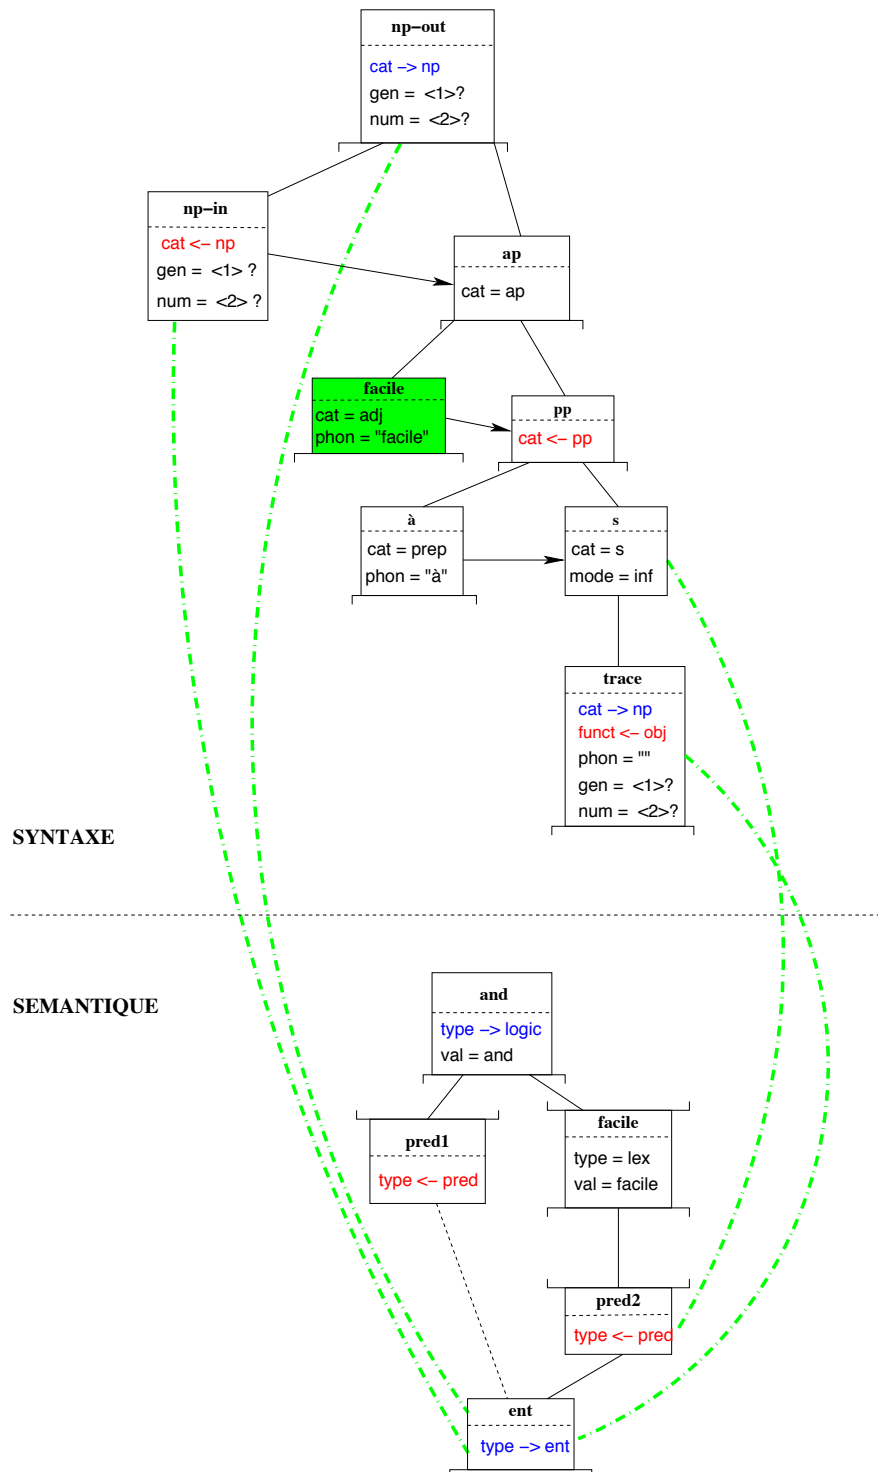 np−out
cat −> np
gen = <1>?
num = <2>?
np−in
cat <− np
gen = <1> ?
num = <2> ?
ap
cat = ap
facile
cat = adj
phon = "facile"
pp
cat <− pp
à
cat = prep
phon = "à"
s
cat = s
mode = inf
trace
cat −> np
funct <− obj
phon = ""
gen = <1>?
num = <2>?
SYNTAXE
SEMANTIQUE
and
type −> logic
val = and
pred1
type <− pred
facile
type = lex
val = facile
pred2
type <− pred
ent
type −> ent